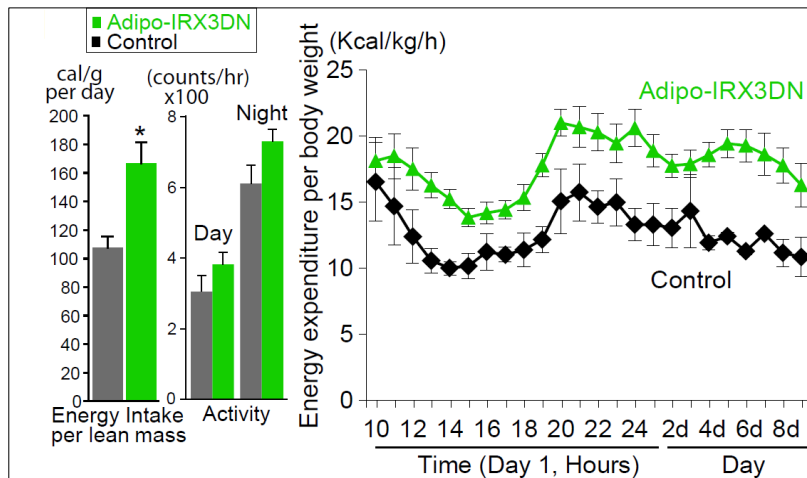 Adipo-IRX3DN
Control
cal/g
per day
200
180
160
140
120
100
80
60
40
20
0
*
Energy Intake
per lean mass
(counts/hr)
x100
8
6
4
2
0
Day
Night
Activity
Energy expenditure per body weight
(Kcal/kg/h)
25
20
15
10
5
0
Adipo-IRX3DN
Control
10 12 14 16 18 20 22 24 2d 4d 6d 8d
Time (Day 1, Hours)
Day